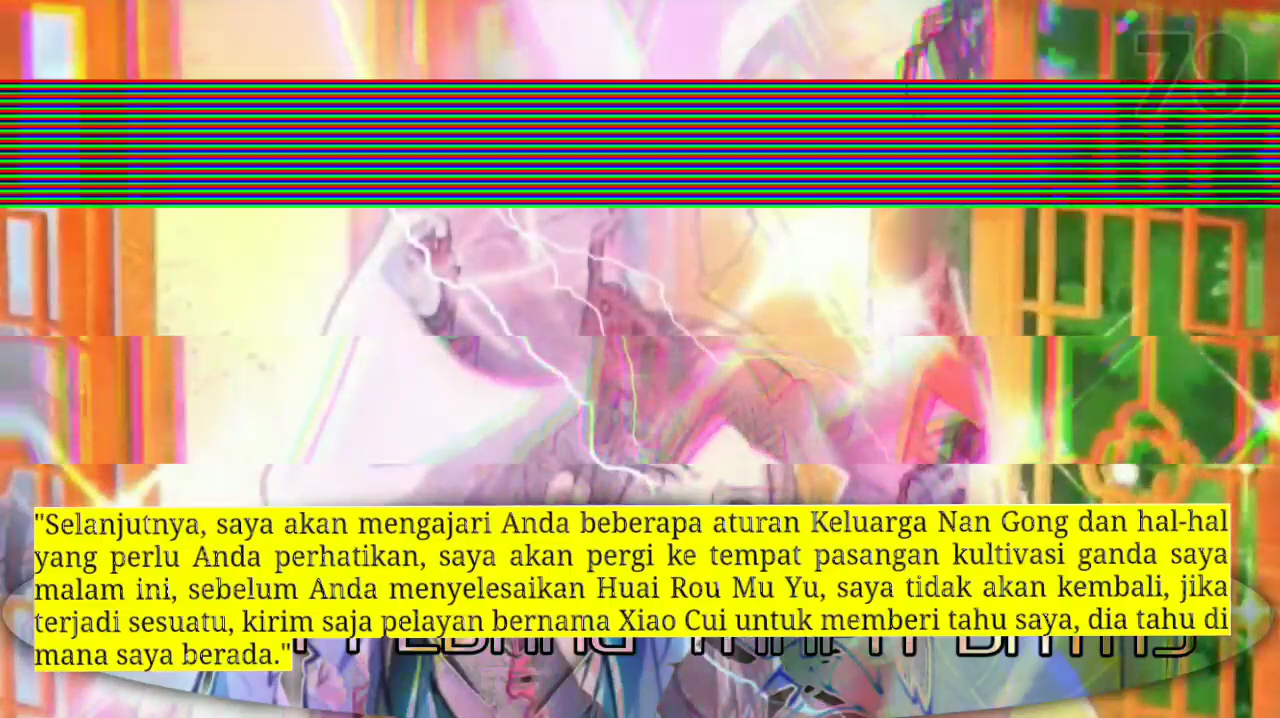 79
"Selanjutnya, saya akan mengajari Anda beberapa aturan Keluarga Nan Gong dan hal-hal
yang perlu Anda perhatikan, saya akan pergi ke tempat pasangan kultivasi ganda saya
malam ini, sebelum Anda menyelesaikan Huai Rou Mu Yu, saya tidak akan kembali, jika
terjadi sesuatu, kirim saja pelayan bernama Xiao Cui untuk memberi tahu saya, dia tahu di
mana saya berada."